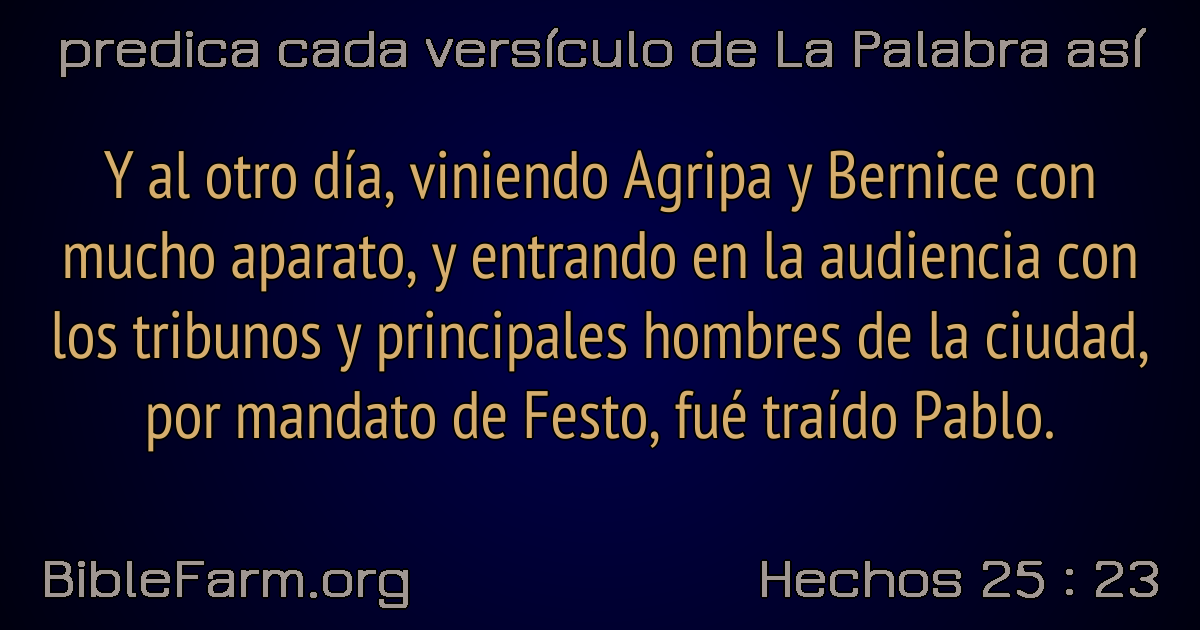 predica cada versículo de La Palabra así
Y al otro día, viniendo Agripa y Bernice con
mucho aparato, y entrando en la audiencia con
los tribunos y principales hombres de la ciudad,
por mandato de Festo, fué traído Pablo.
BibleFarm.org
Hechos 25 : 23